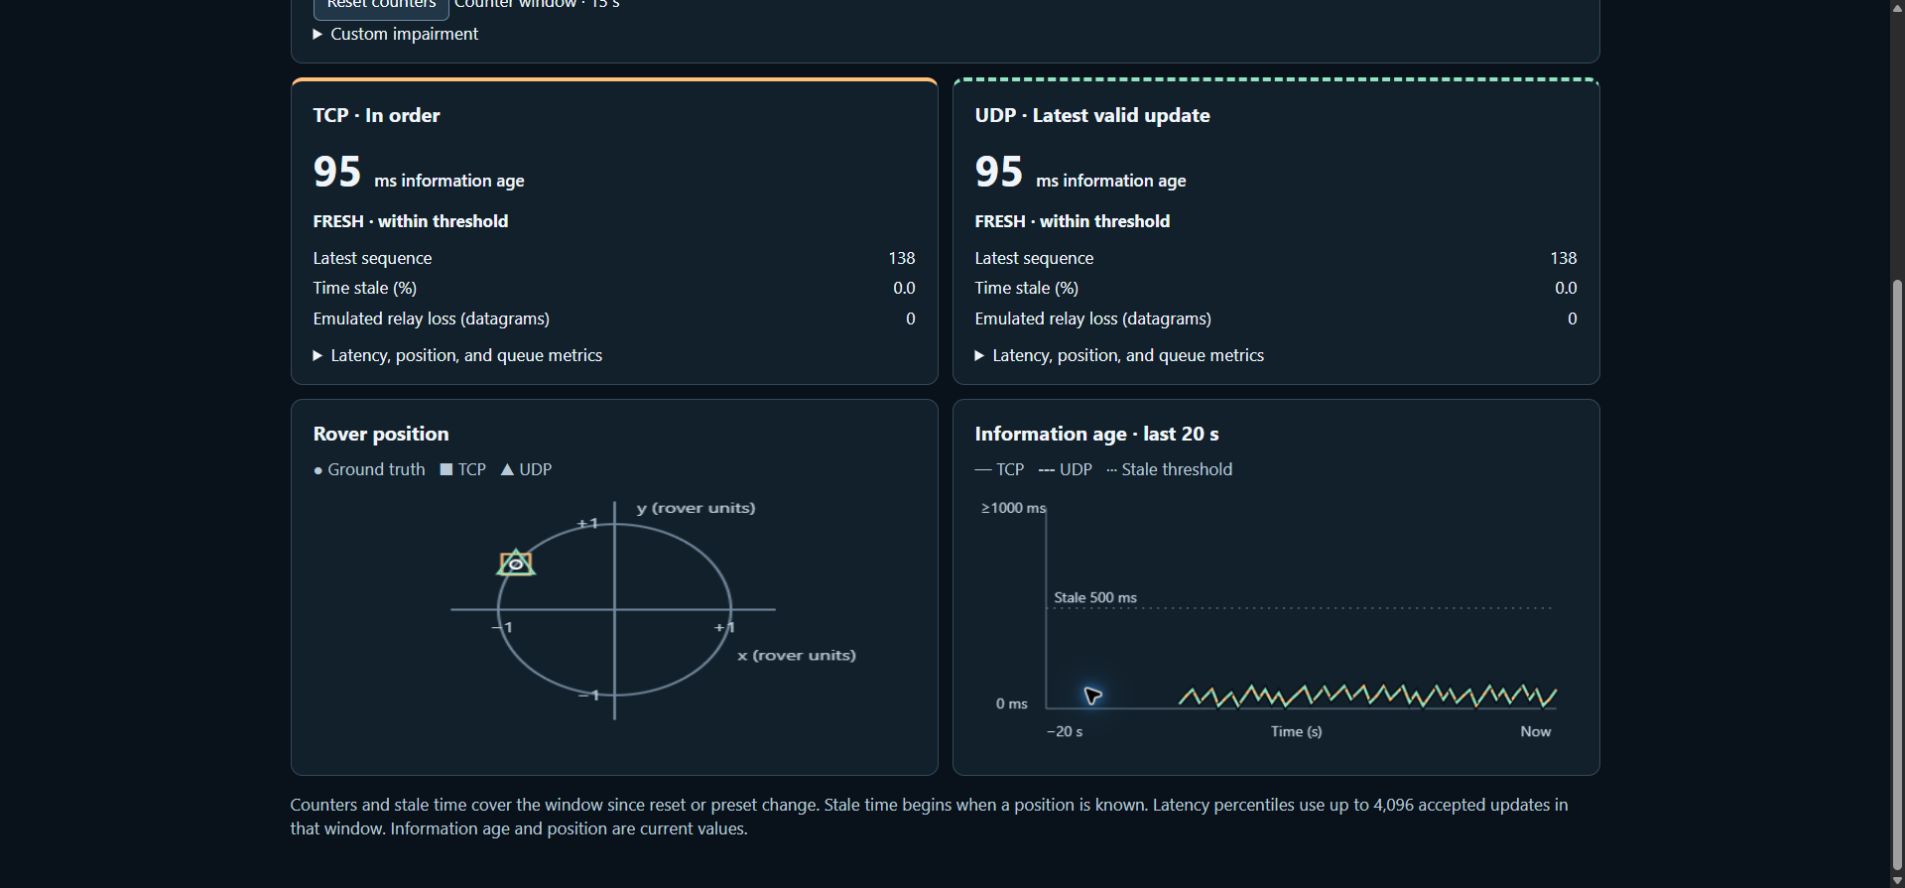 Reset counters Counter window · 15 s
▶ Custom impairment
TCP · In order
95 ms information age
FRESH · within threshold
Latest sequence 138
Time stale (%) 0.0
Emulated relay loss (datagrams) 0
▶ Latency, position, and queue metrics
UDP · Latest valid update
95 ms information age
FRESH · within threshold
Latest sequence 138
Time stale (%) 0.0
Emulated relay loss (datagrams) 0
▶ Latency, position, and queue metrics
Rover position
● Ground truth ■ TCP ▲ UDP
y (rover units)
+1
−1 +1
x (rover units)
−1
Information age · last 20 s
— TCP --- UDP ··· Stale threshold
≥1000 ms
Stale 500 ms
0 ms
−20 s Time (s) Now
Counters and stale time cover the window since reset or preset change. Stale time begins when a position is known. Latency percentiles use up to 4,096 accepted updates in
that window. Information age and position are current values.